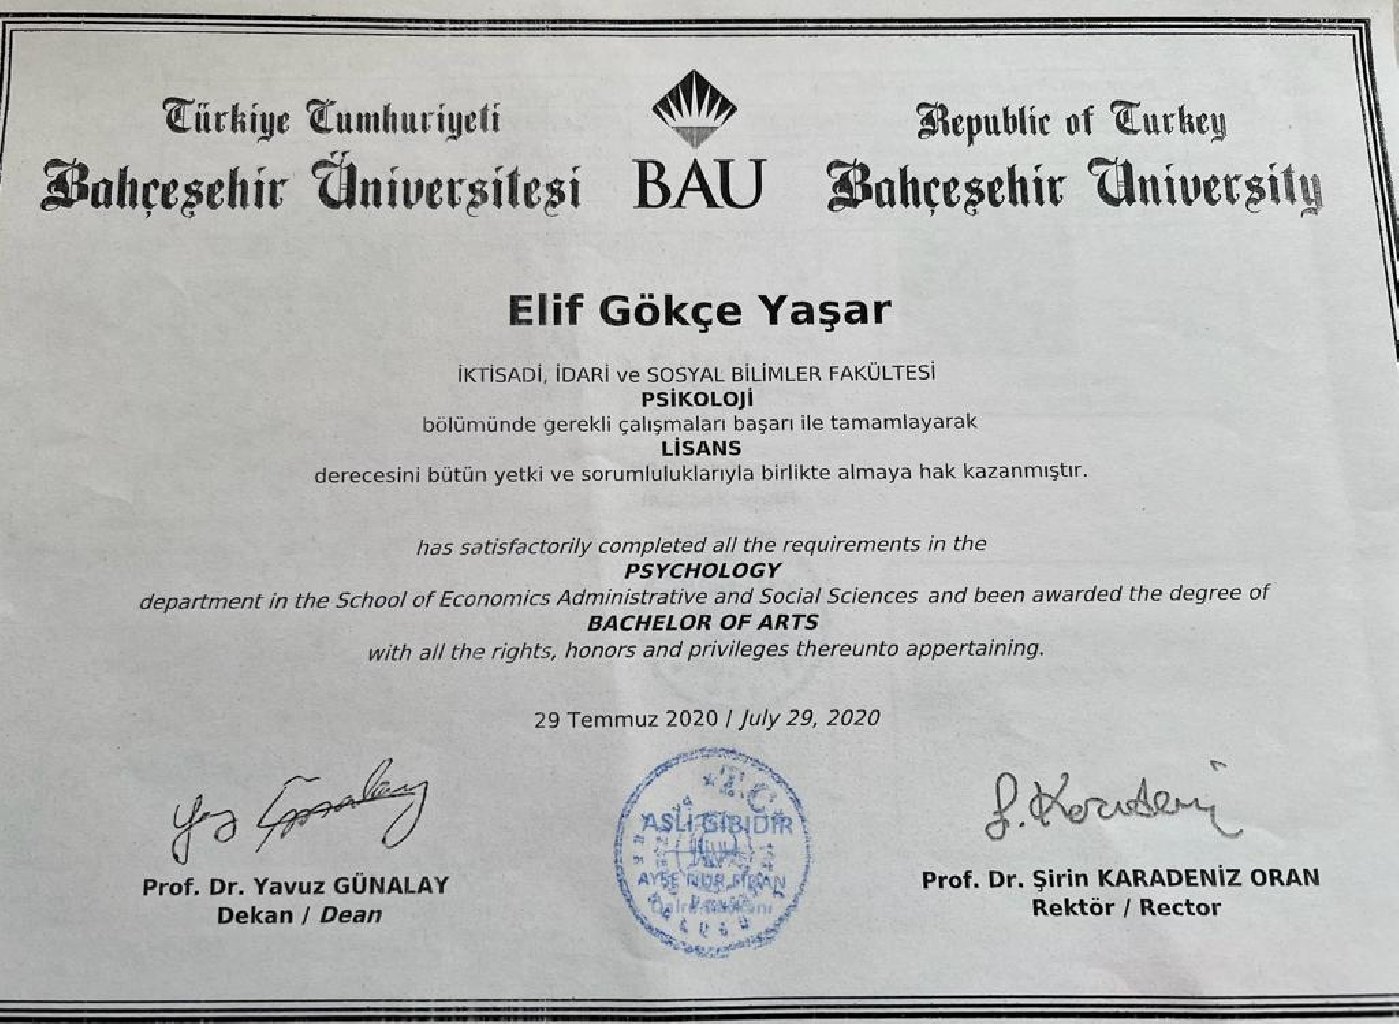 Türkiye Cumhuriyeti
Bahçeşehir Üniversitesi
BAU
Republic of Turkey
Bahçeşehir University
Elif Gökçe Yaşar
İKTİSADİ, İDARİ ve SOSYAL BİLİMLER FAKÜLTESİ
PSİKOLOJİ
bölümünde gerekli çalışmaları başarı ile tamamlayarak
LİSANS
derecesini bütün yetki ve sorumluluklarıyla birlikte almaya hak kazanmıştır.
has satisfactorily completed all the requirements in the
PSYCHOLOGY
department in the School of Economics Administrative and Social Sciences and been awarded the degree of
BACHELOR OF ARTS
with all the rights, honors and privileges thereunto appertaining.
29 Temmuz 2020 / July 29, 2020
T.C.
ASLİ GİBİDİR
AYŞE NUR
Prof. Dr. Yavuz GÜNALAY
Dekan / Dean
Ş. Karadeniz
Prof. Dr. Şirin KARADENİZ ORAN
Rektör / Rector